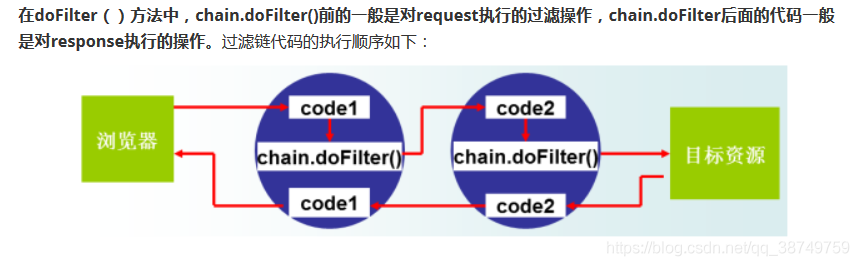 在doFilter（）方法中，chain.doFilter()前的一般是对request执行的过滤操作，chain.doFilter后面的代码一般
是对response执行的操作。过滤链代码的执行顺序如下：
code1
code2
浏览器
chain.doFilter()
chain.doFilter()
目标资源
code1
code2
https://blog.csdn.net/qq_38749759